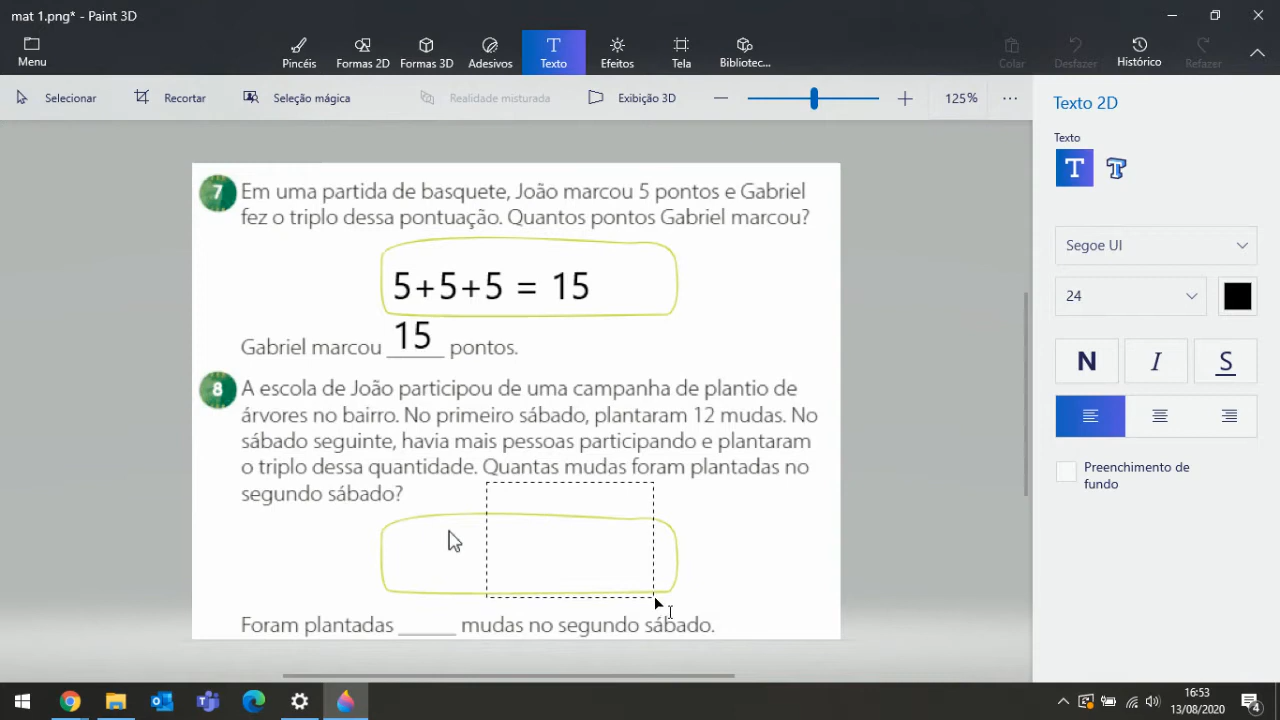 mat 1.png* - Paint 3D
Menu
Pincéis
Formas 2D
Formas 3D
Adesivos
Texto
Efeitos
Tela
Bibliotec...
Colar
Desfazer
Histórico
Refazer
Selecionar
Recortar
Seleção mágica
Realidade misturada
Exibição 3D
125%
Texto 2D
Texto
Segoe UI
24
N I S
Preenchimento de
fundo
7
Em uma partida de basquete, João marcou 5 pontos e Gabriel
fez o triplo dessa pontuação. Quantos pontos Gabriel marcou?
5+5+5 = 15
Gabriel marcou 15 pontos.
8
A escola de João participou de uma campanha de plantio de
árvores no bairro. No primeiro sábado, plantaram 12 mudas. No
sábado seguinte, havia mais pessoas participando e plantaram
o triplo dessa quantidade. Quantas mudas foram plantadas no
segundo sábado?
Foram plantadas ______ mudas no segundo sábado.
16:53
13/08/2020
4